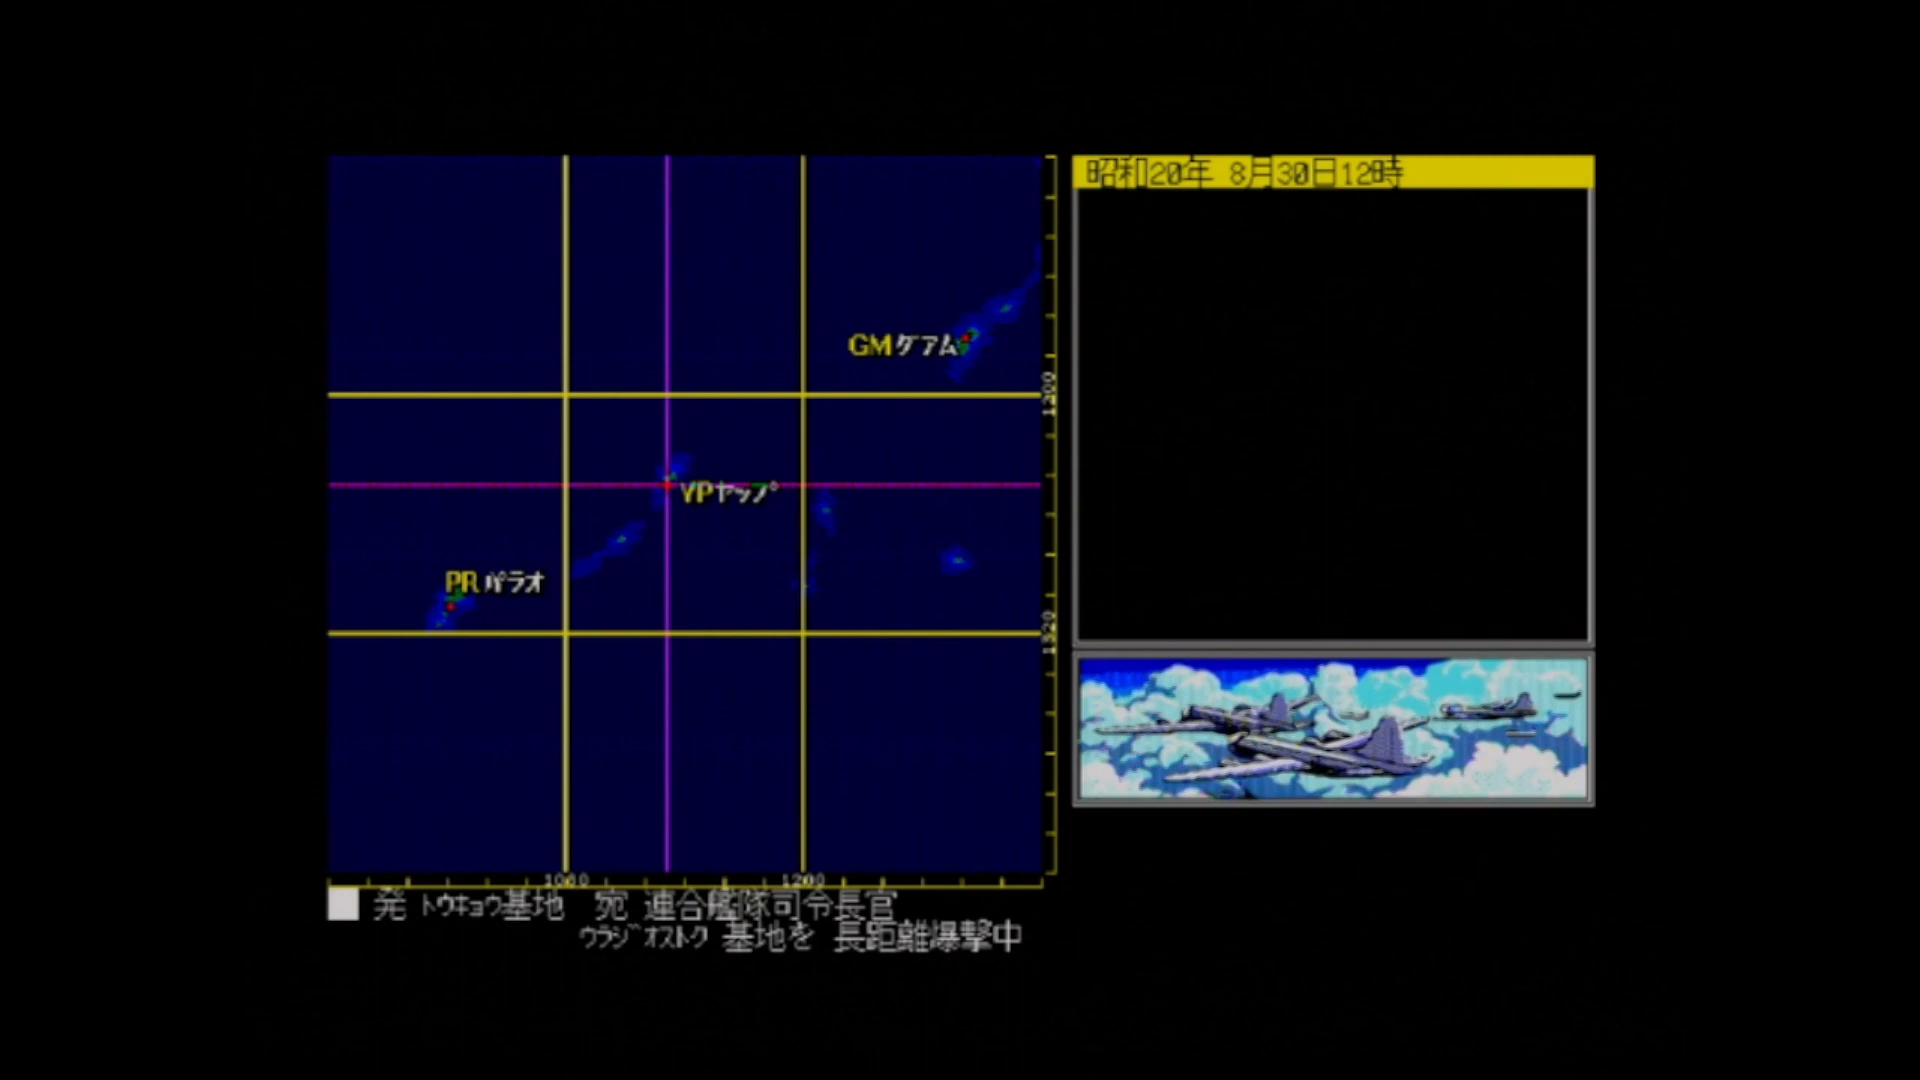 昭和20年 8月30日12時
GMグアム
1200
YPヤップ
PRパラオ
1320
1080 1200
発 トウキョウ基地 宛 連合艦隊司令長官
ウラジオストク 基地を 長距離爆撃中